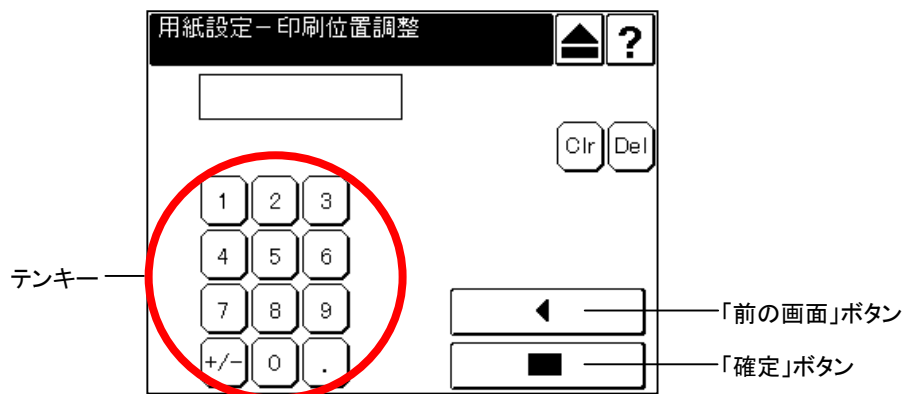 用紙設定－印刷位置調整
?
Clr Del
1 2 3
4 5 6
テンキー
7 8 9
「前の画面」ボタン
+/- 0 .
「確定」ボタン